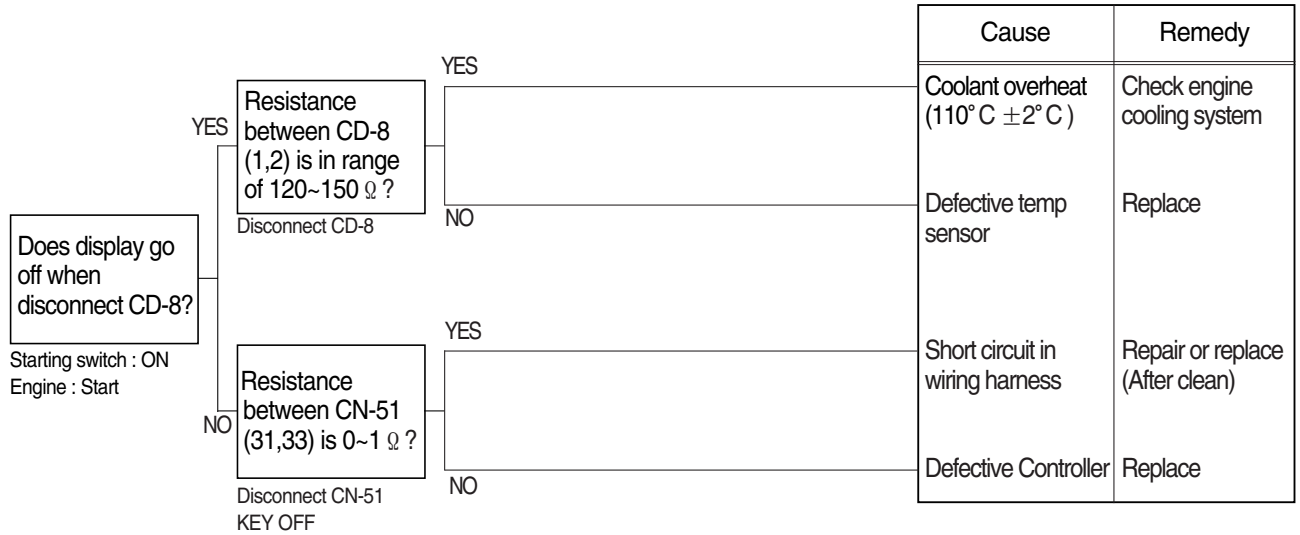 Does display go
off when
disconnect CD-8?
Starting switch : ON
Engine : Start
YES
Resistance
between CD-8
(1,2) is in range
of 120~150 Ω ?
Disconnect CD-8
NO
Resistance
between CN-51
(31,33) is 0~1 Ω ?
Disconnect CN-51
KEY OFF
YES
NO
YES
NO
Cause Remedy
Coolant overheat Check engine
(110°C ±2°C ) cooling system
Defective temp Replace
sensor
Short circuit in Repair or replace
wiring harness (After clean)
Defective Controller Replace